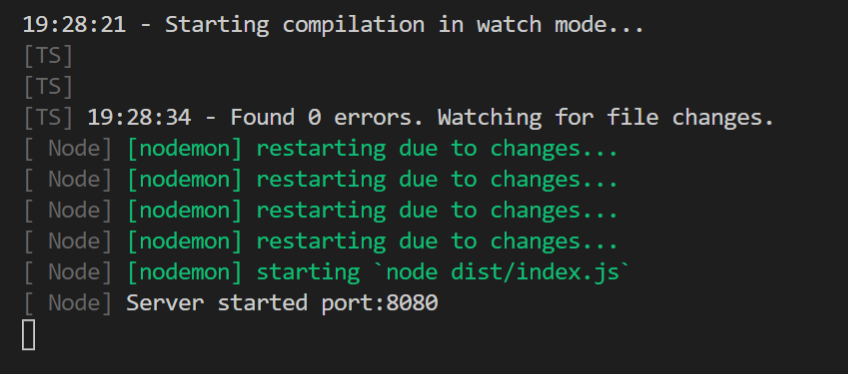 19:28:21 - Starting compilation in watch mode...
[TS]
[TS]
[TS] 19:28:34 - Found 0 errors. Watching for file changes.
[ Node] [nodemon] restarting due to changes...
[ Node] [nodemon] restarting due to changes...
[ Node] [nodemon] restarting due to changes...
[ Node] [nodemon] restarting due to changes...
[ Node] [nodemon] starting `node dist/index.js`
[ Node] Server started port:8080